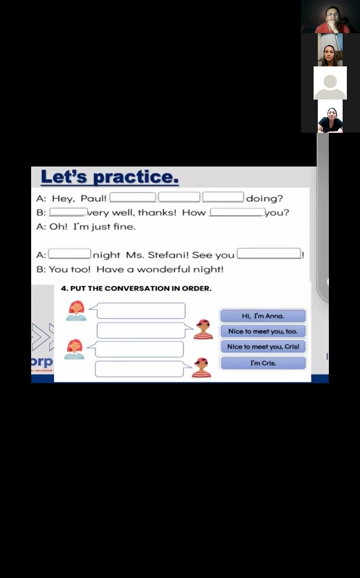 Let's practice.
A: Hey, Paul! doing?
B: very well, thanks! How you?
A: Oh! I'm just fine.
A: night Ms. Stefani! See you !
B: You too! Have a wonderful night!
4. PUT THE CONVERSATION IN ORDER.
Hi, I'm Anna.
Nice to meet you, too.
Nice to meet you, Cris!
I'm Cris.
orp